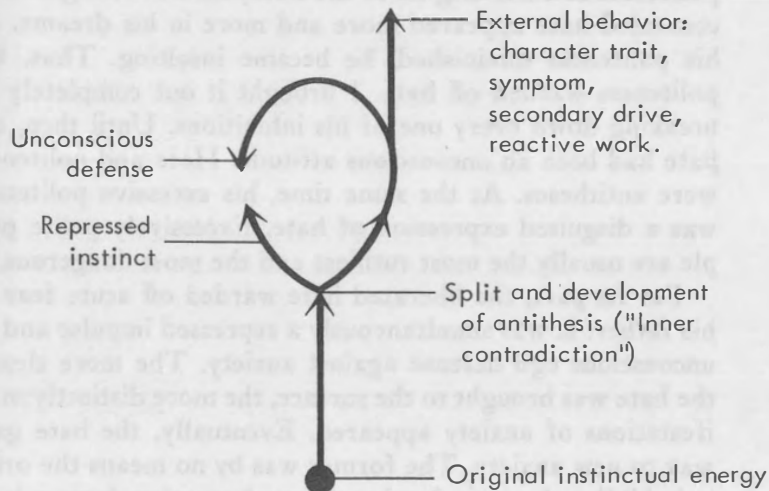 External behavior:
character trait,
symptom,
secondary drive,
reactive work.
Unconscious
defense
Repressed
instinct
Split and development
of antithesis ("Inner
contradiction")
Original instinctual energy